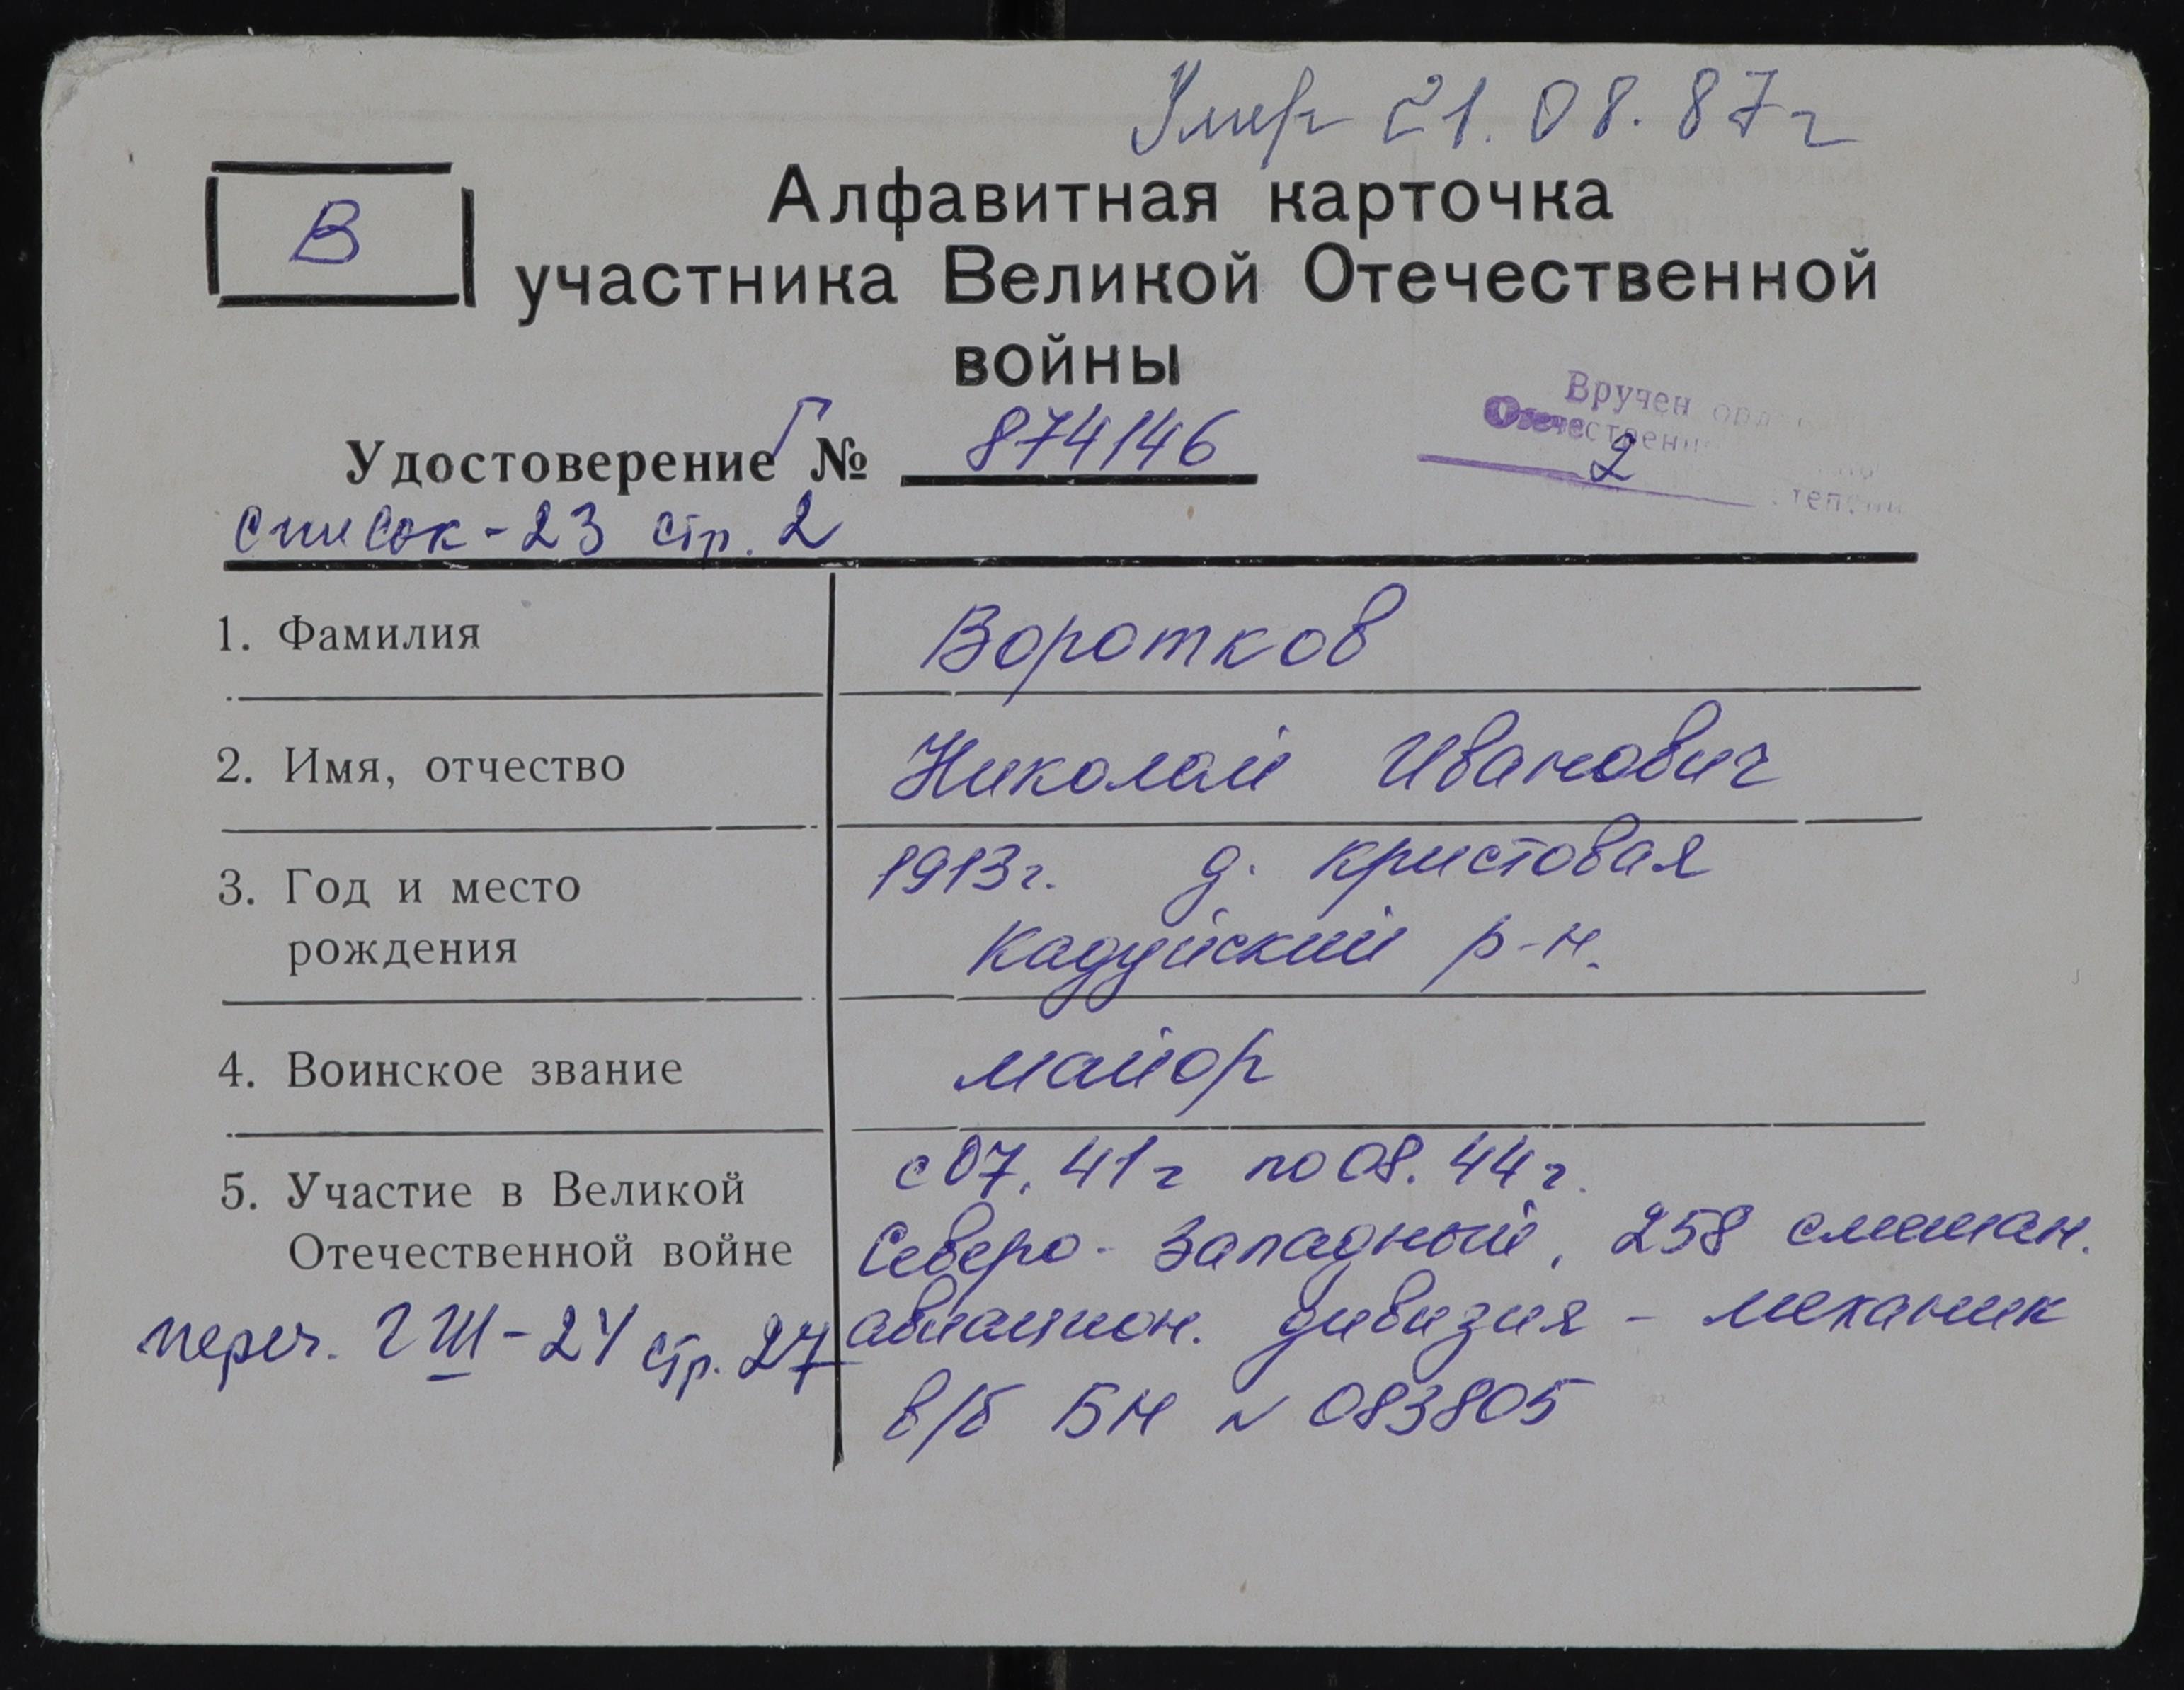 Умер 21.08.87г
В
Алфавитная карточка
участника Великой Отечественной
войны
Удостоверение Г № 874146
Вручен
Отечествен
2 степени
список - 23 стр. 2
1. Фамилия Воротков
2. Имя, отчество Николай Иванович
3. Год и место 1913г. д. кристовая
рождения Кадуйский р-н.
4. Воинское звание майор
5. Участие в Великой с 07.41г по 08.44г.
Отечественной войне Северо-Западный, 258 смешан.
авиацион. дивизия - механик
переч. ГШ - 24 стр. 27
в/б БН № 083805